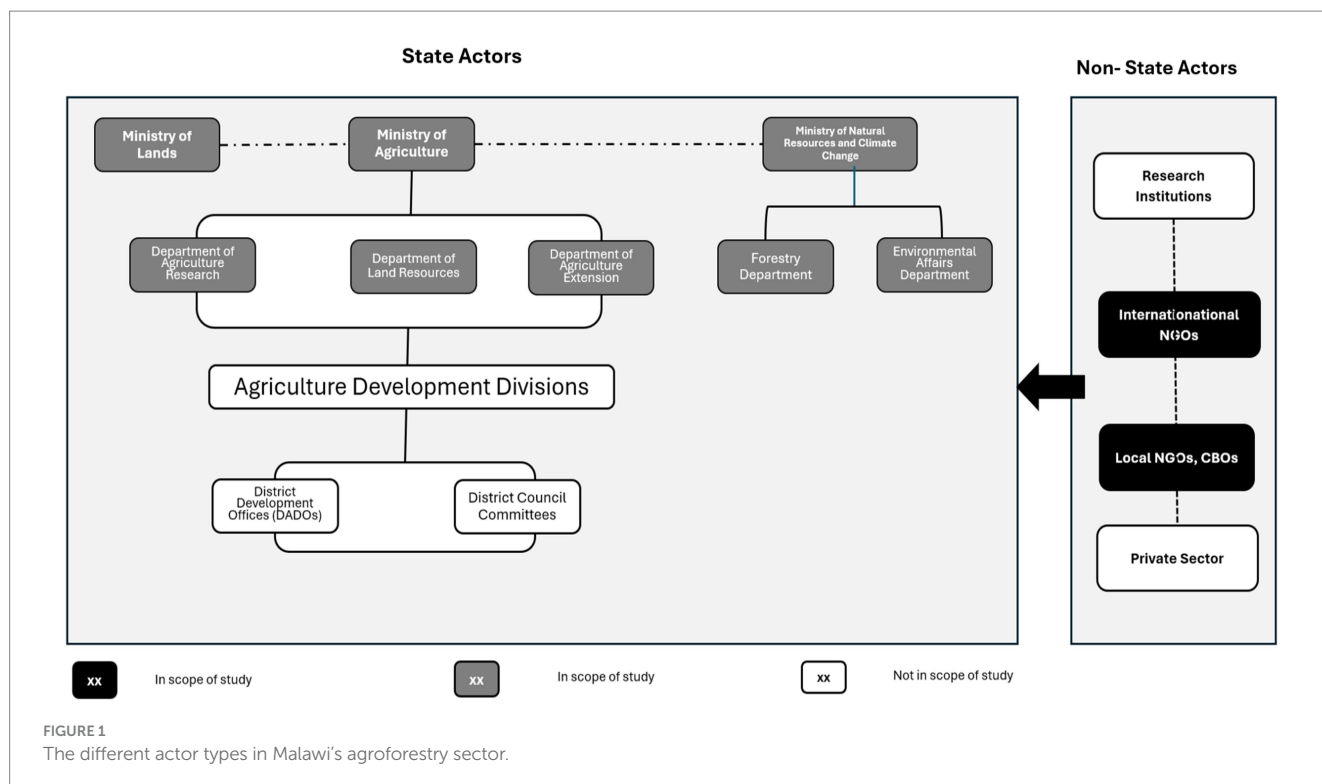 State Actors
Non- State Actors
Ministry of
Lands
Ministry of
Agriculture
Ministry of Natural
Resources and Climate
Change
Research
Institutions
Department of
Agriculture
Research
Department of
Land Resources
Department of
Agriculture
Extension
Forestry
Department
Environmental
Affairs
Department
Internationational
NGOs
Agriculture Development Divisions
Local NGOs, CBOs
District
Development
Offices (DADOs)
District Council
Committees
Private Sector
xx
In scope of study
xx
In scope of study
xx
Not in scope of study
FIGURE 1
The different actor types in Malawi's agroforestry sector.